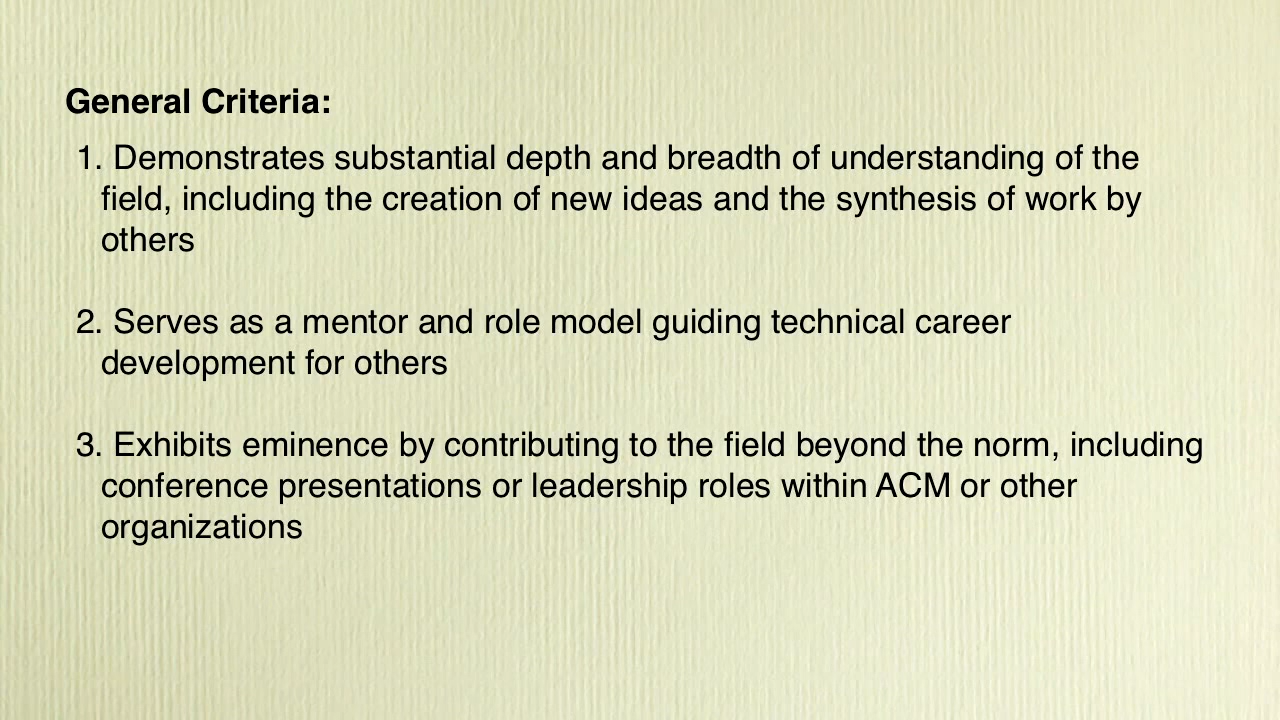 General Criteria:
1. Demonstrates substantial depth and breadth of understanding of the
field, including the creation of new ideas and the synthesis of work by
others
2. Serves as a mentor and role model guiding technical career
development for others
3. Exhibits eminence by contributing to the field beyond the norm, including
conference presentations or leadership roles within ACM or other
organizations